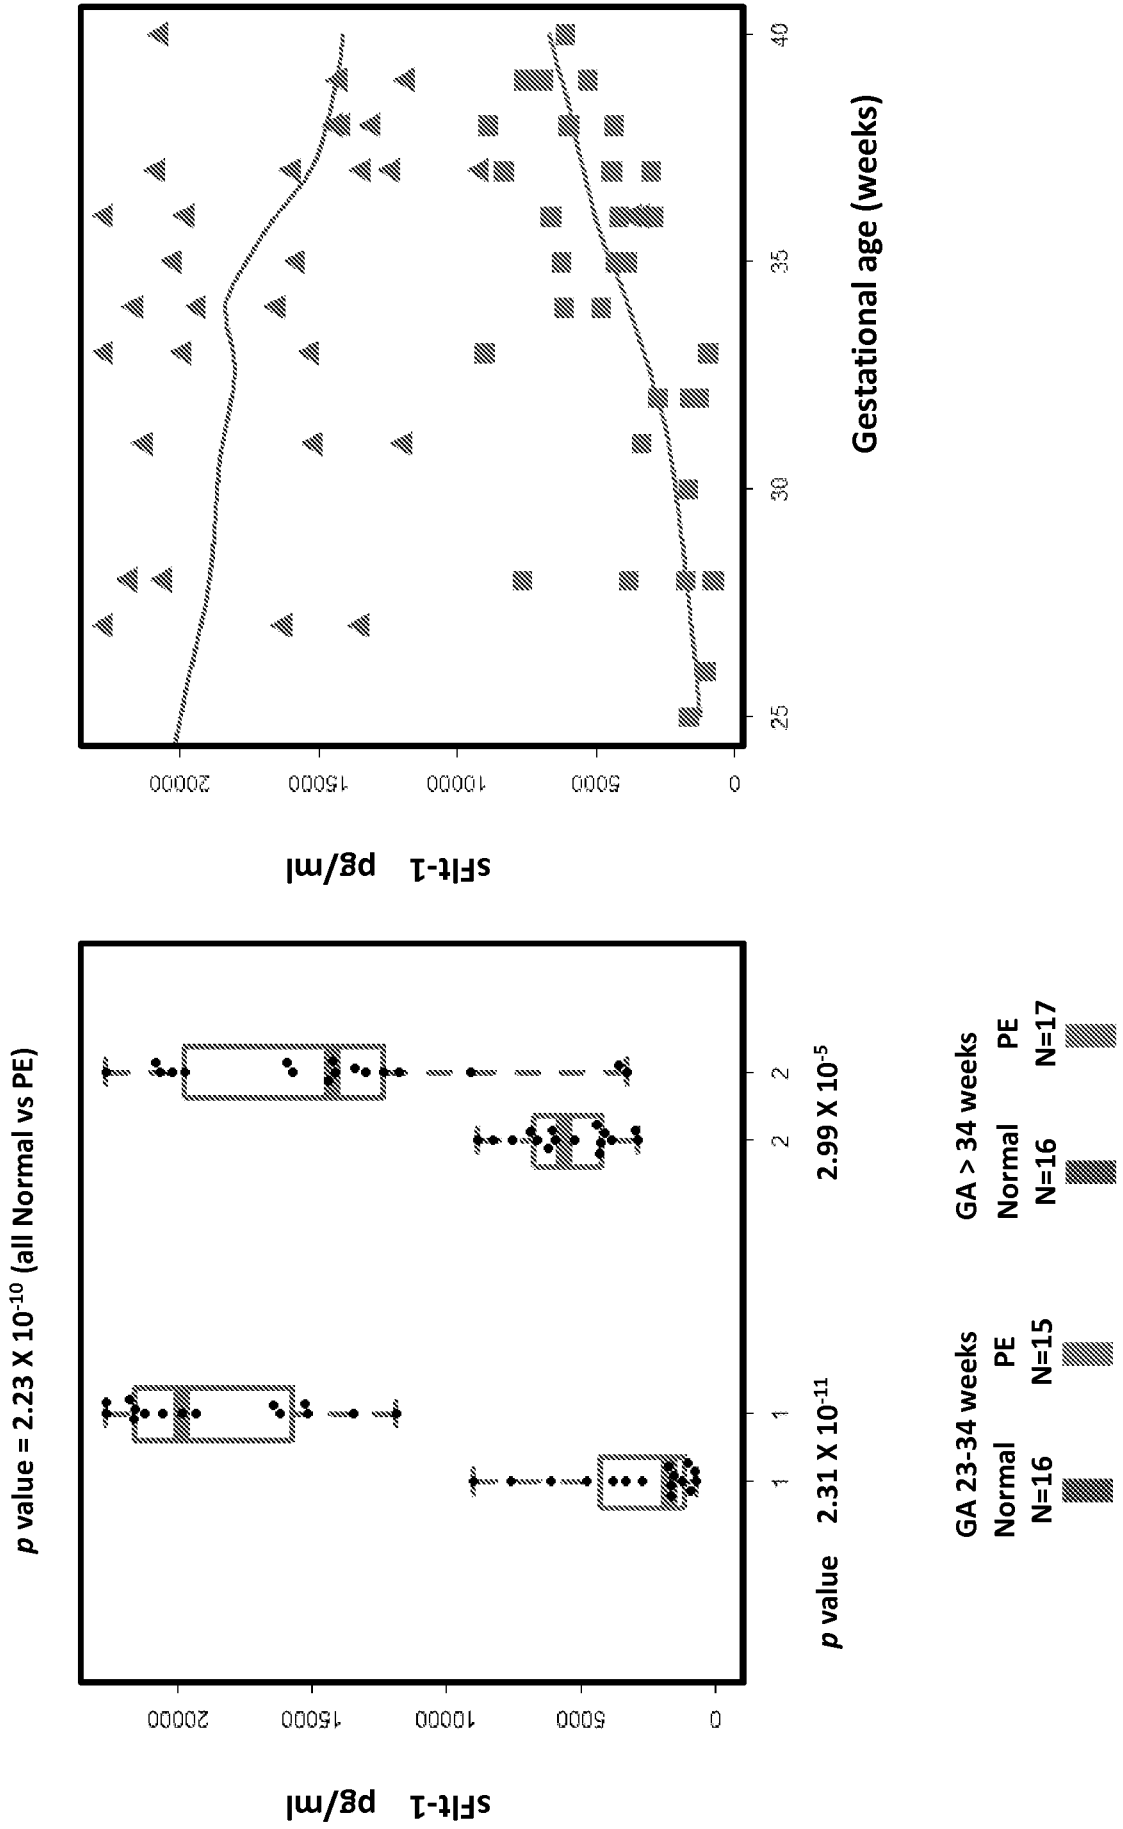 p value = 2.23 X 10-10 (all Normal vs PE)
sFlt-1 pg/ml
20000
15000
10000
5000
0
1 1 2 2
p value 2.31 X 10-11 2.99 X 10-5
GA 23-34 weeks GA > 34 weeks
Normal PE Normal PE
N=16 N=15 N=16 N=17
sFlt-1 pg/ml
20000
15000
10000
5000
0
25 30 35 40
Gestational age (weeks)